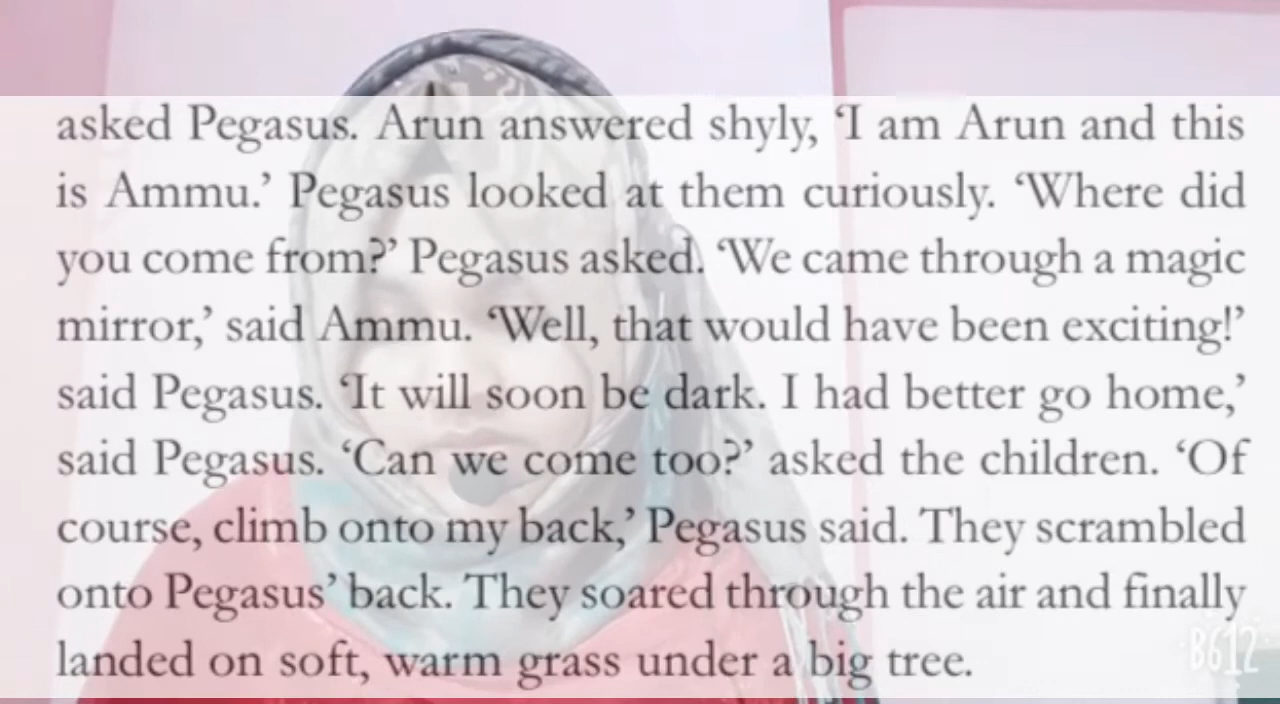 asked Pegasus. Arun answered shyly, ‘I am Arun and this
is Ammu.’ Pegasus looked at them curiously. ‘Where did
you come from?’ Pegasus asked. ‘We came through a magic
mirror,’ said Ammu. ‘Well, that would have been exciting!’
said Pegasus. ‘It will soon be dark. I had better go home,’
said Pegasus. ‘Can we come too?’ asked the children. ‘Of
course, climb onto my back,’ Pegasus said. They scrambled
onto Pegasus’ back. They soared through the air and finally
landed on soft, warm grass under a big tree.
B612